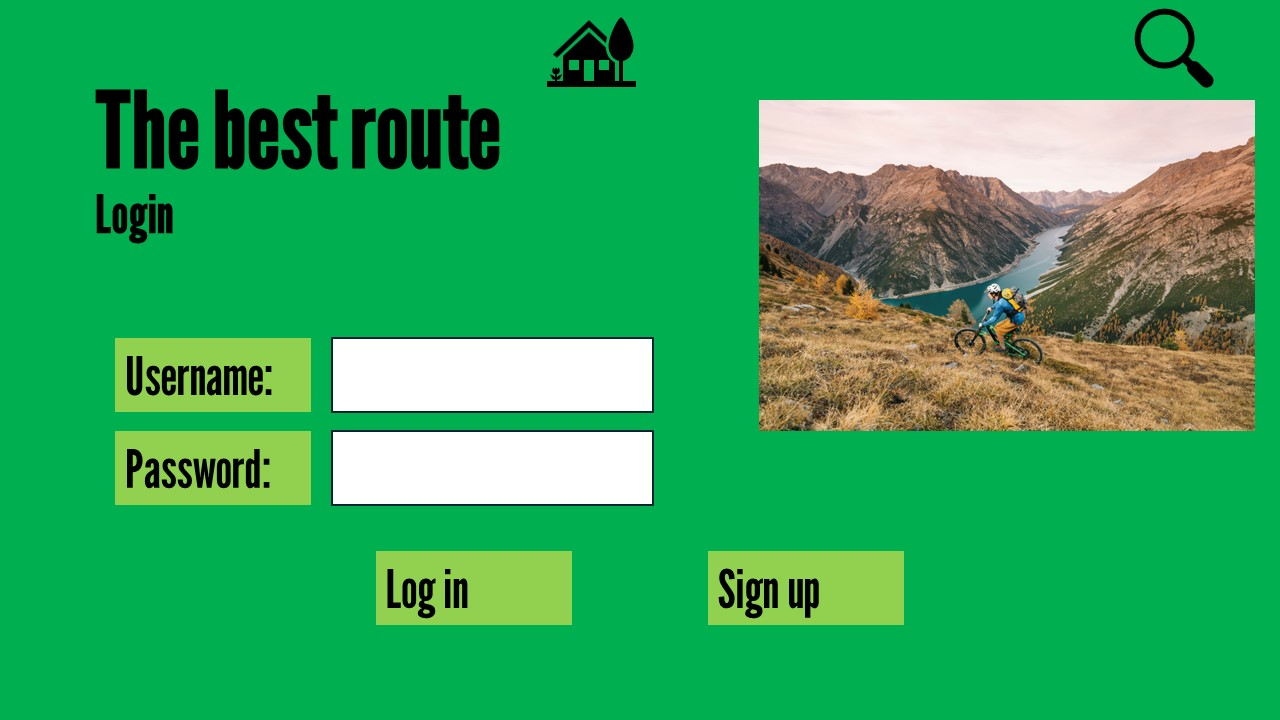 The best route
Login
Username:
Password:
Log in
Sign up